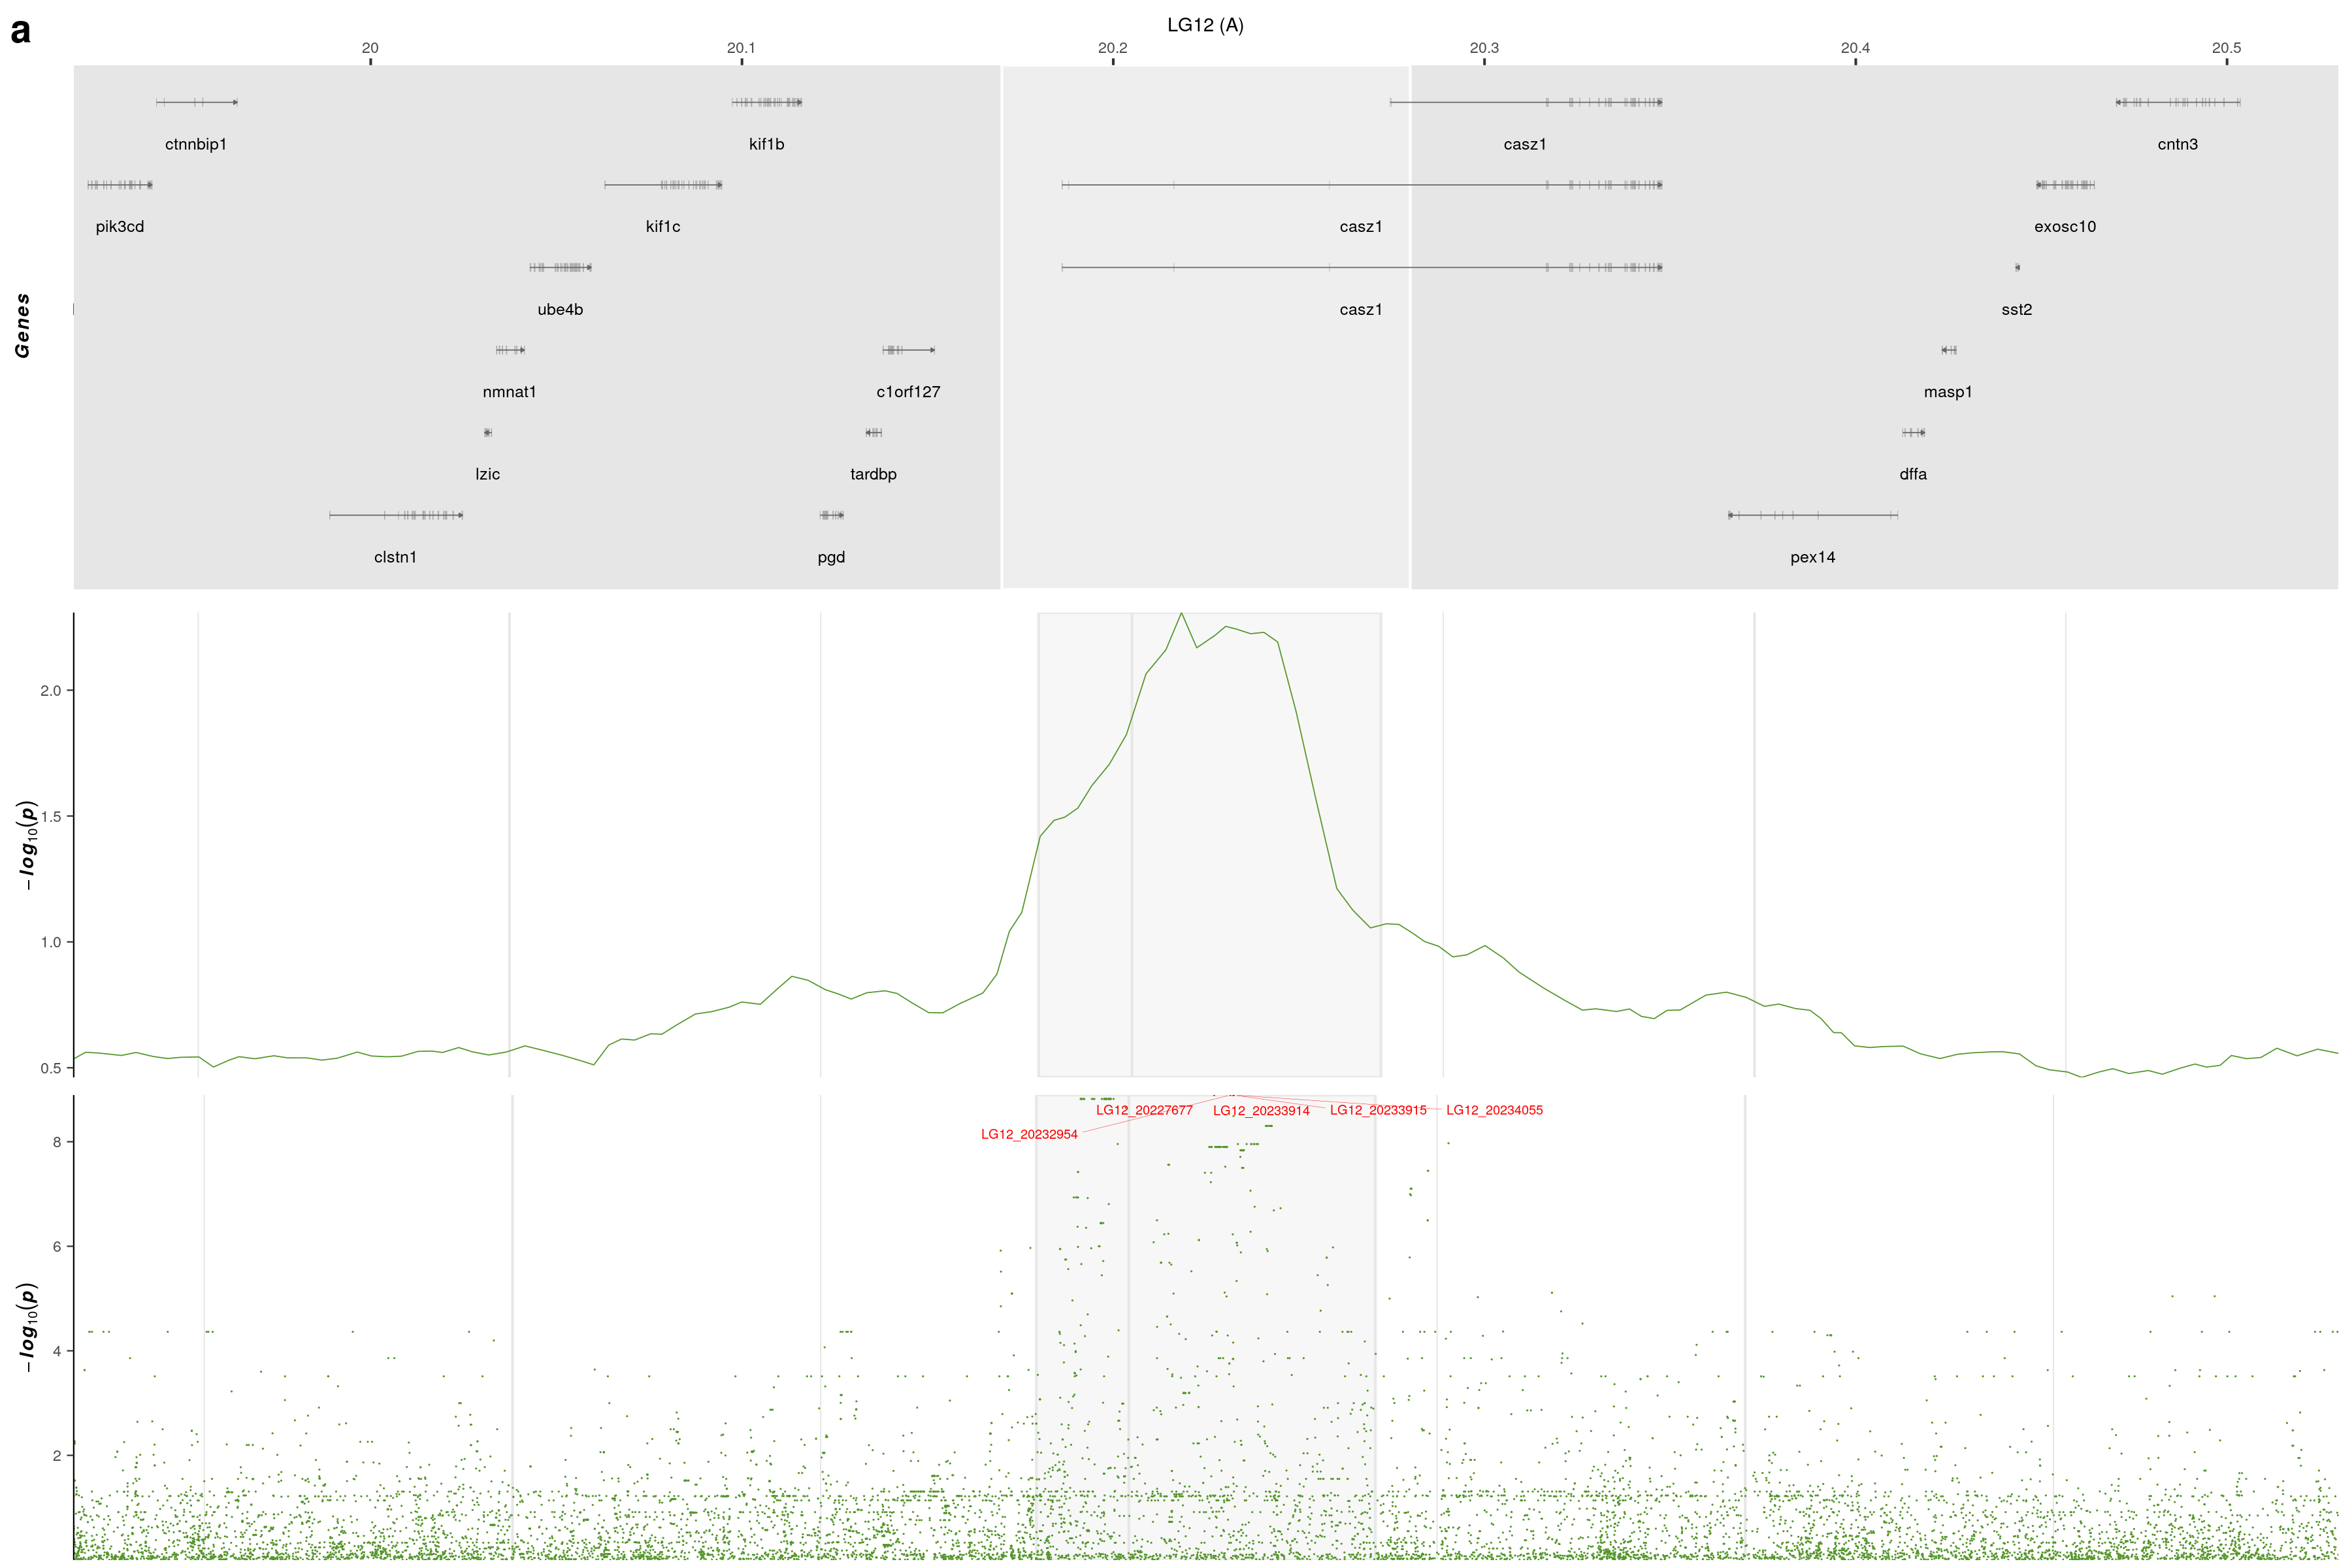 a
LG12 (A)
20 20.1 20.2 20.3 20.4 20.5
Genes
ctnnbip1 kif1b casz1 cntn3
pik3cd kif1c casz1 exosc10
ube4b casz1 sst2
nmnat1 c1orf127 masp1
lzic tardbp dffa
clstn1 pgd pex14
−log10(p)
2.0
1.5
1.0
0.5
−log10(p)
LG12_20227677 LG12_20233914 LG12_20233915 LG12_20234055
LG12_20232954
8
6
4
2